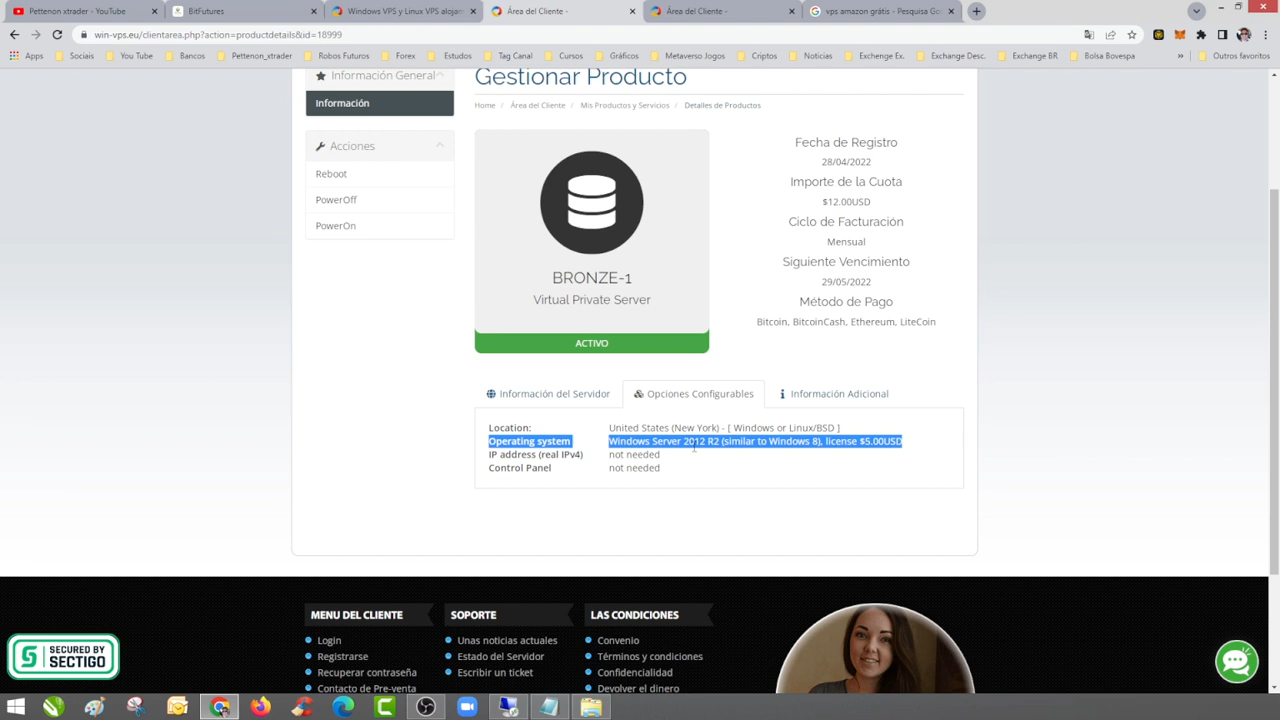 Pettenon xtrader - YouTube
BitFutures
Windows VPS y Linux VPS alojam
Área del Cliente -
Área del Cliente -
vps amazon grátis - Pesquisa Go
win-vps.eu/clientarea.php?action=productdetails&id=18999
Apps
Sociais
You Tube
Bancos
Pettenon_xtrader
Robos Futuros
Forex
Estudos
Tag Canal
Cursos
Gráficos
Metaverso Jogos
Criptos
Noticias
Exchenge Ex.
Exchange Desc.
Exchange BR
Bolsa Bovespa
»
Outros favoritos
Información General
Información
Acciones
Reboot
PowerOff
PowerOn
Gestionar Producto
Home / Área del Cliente / Mis Productos y Servicios / Detalles de Productos
BRONZE-1
Virtual Private Server
ACTIVO
Fecha de Registro
28/04/2022
Importe de la Cuota
$12.00USD
Ciclo de Facturación
Mensual
Siguiente Vencimiento
29/05/2022
Método de Pago
Bitcoin, BitcoinCash, Ethereum, LiteCoin
Información del Servidor
Opciones Configurables
Información Adicional
Location: United States (New York) - [ Windows or Linux/BSD ]
Operating system Windows Server 2012 R2 (similar to Windows 8), license $5.00USD
IP address (real IPv4) not needed
Control Panel not needed
MENU DEL CLIENTE
Login
Registrarse
Recuperar contraseña
Contacto de Pre-venta
SOPORTE
Unas noticias actuales
Estado del Servidor
Escribir un ticket
LAS CONDICIONES
Convenio
Términos y condiciones
Confidencialidad
Devolver el dinero
SECURED BY
SECTIGO